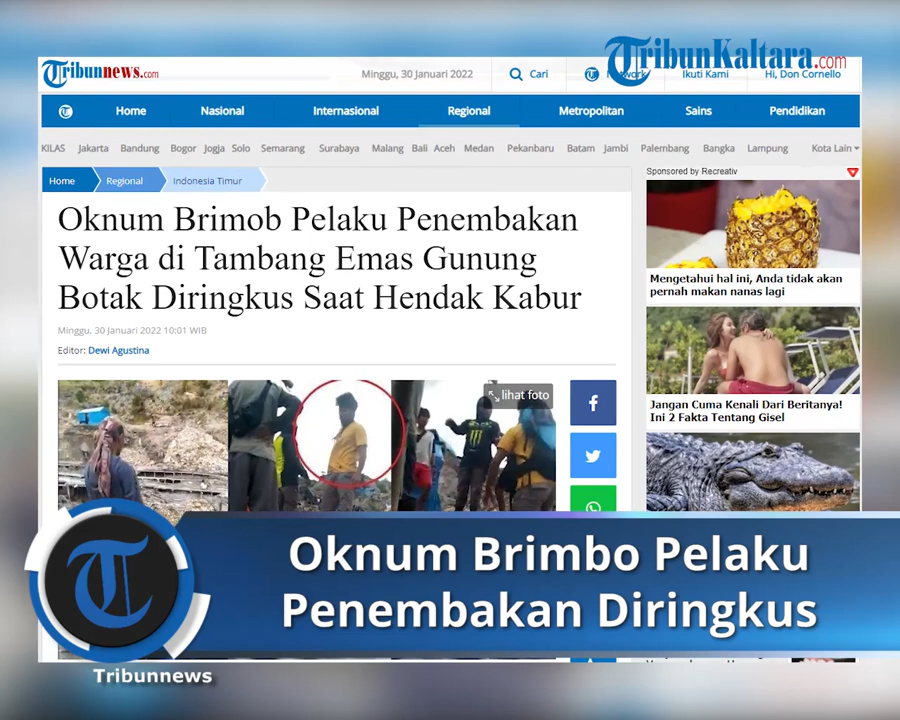 Tribunnews.com
TribunKaltara.com
Minggu, 30 Januari 2022
Cari
Ikuti Kami
Hi, Don Cornello
Home
Nasional
Internasional
Regional
Metropolitan
Sains
Pendidikan
KILAS Jakarta Bandung Bogor Jogja Solo Semarang Surabaya Malang Bali Aceh Medan Pekanbaru Batam Jambi Palembang Bangka Lampung Kota Lain
Home Regional Indonesia Timur
Sponsored by Recreativ
Oknum Brimob Pelaku Penembakan
Warga di Tambang Emas Gunung
Botak Diringkus Saat Hendak Kabur
Minggu, 30 Januari 2022 10:01 WIB
Editor: Dewi Agustina
lihat foto
Mengetahui hal ini, Anda tidak akan
pernah makan nanas lagi
Jangan Cuma Kenali Dari Beritanya!
Ini 2 Fakta Tentang Gisel
Oknum Brimbo Pelaku
Penembakan Diringkus
Tribunnews